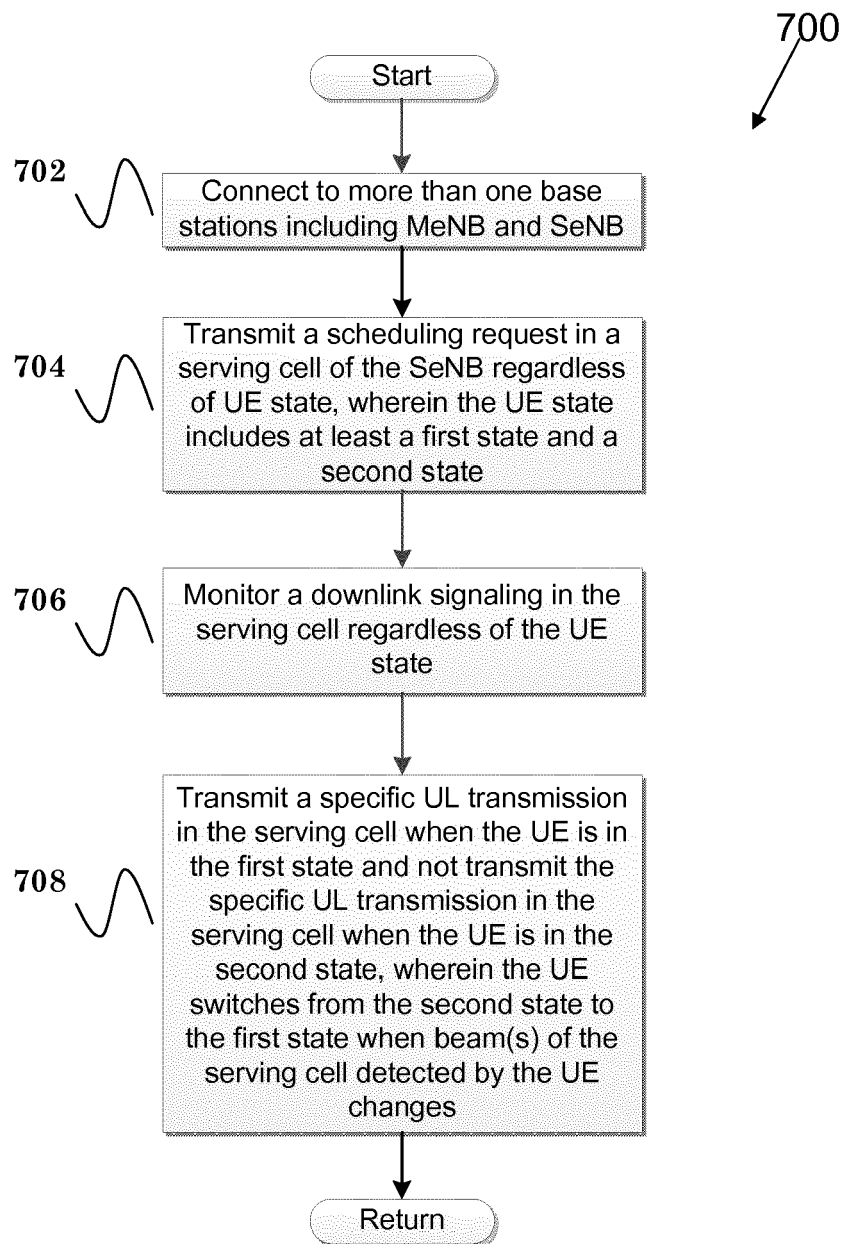 700
Start
702
Connect to more than one base
stations including MeNB and SeNB
704
Transmit a scheduling request in a
serving cell of the SeNB regardless
of UE state, wherein the UE state
includes at least a first state and a
second state
706
Monitor a downlink signaling in the
serving cell regardless of the UE
state
708
Transmit a specific UL transmission
in the serving cell when the UE is in
the first state and not transmit the
specific UL transmission in the
serving cell when the UE is in the
second state, wherein the UE
switches from the second state to
the first state when beam(s) of the
serving cell detected by the UE
changes
Return